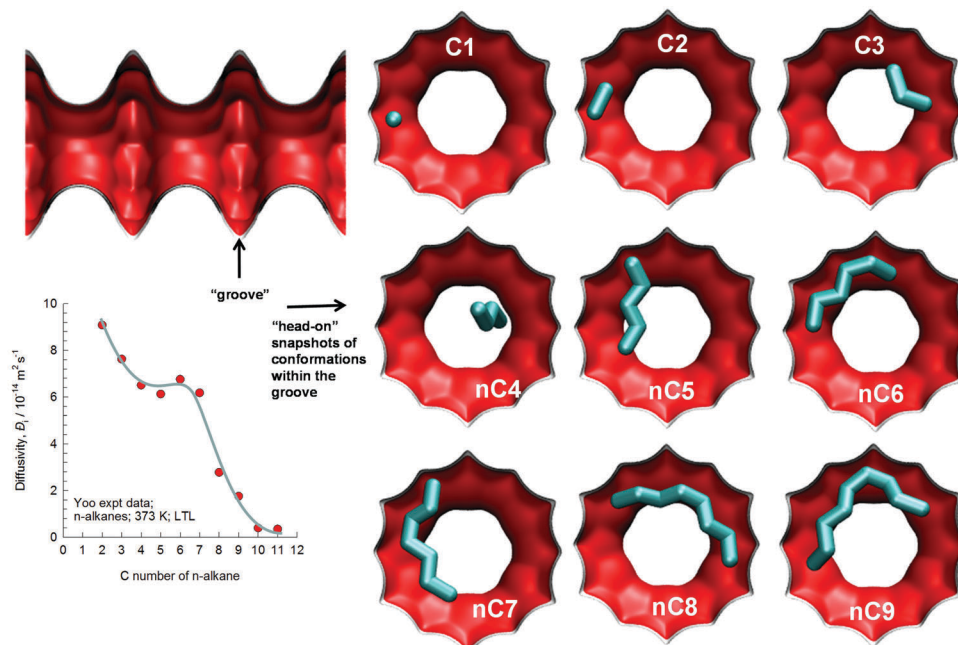 C1
C2
C3
"groove"
"head-on"
snapshots of
conformations
within the
groove
nC4
nC5
nC6
10
8
6
4
2
0
Diffusivity, Đi / 10-14 m2 s-1
Yoo expt data;
n-alkanes; 373 K; LTL
0 1 2 3 4 5 6 7 8 9 10 11 12
C number of n-alkane
nC7
nC8
nC9